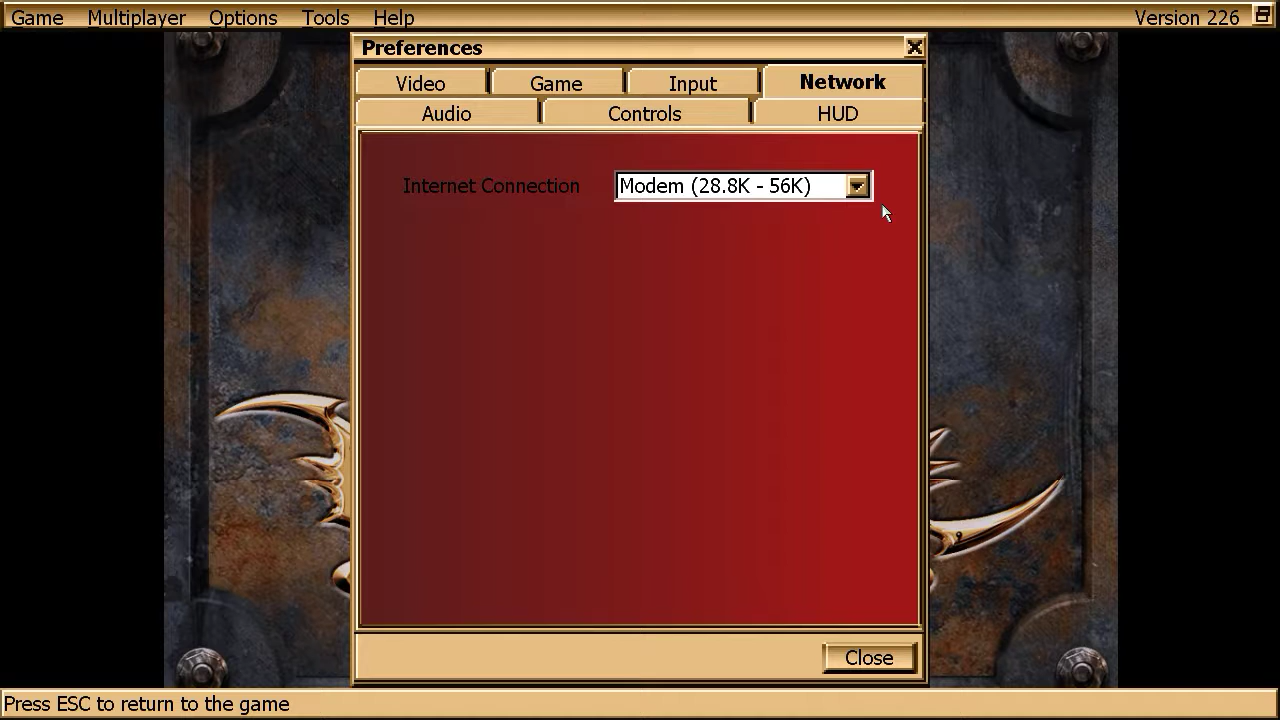 Game Multiplayer Options Tools Help Version 226
Preferences
Video Game Input Network
Audio Controls HUD
Internet Connection Modem (28.8K - 56K)
Close
Press ESC to return to the game